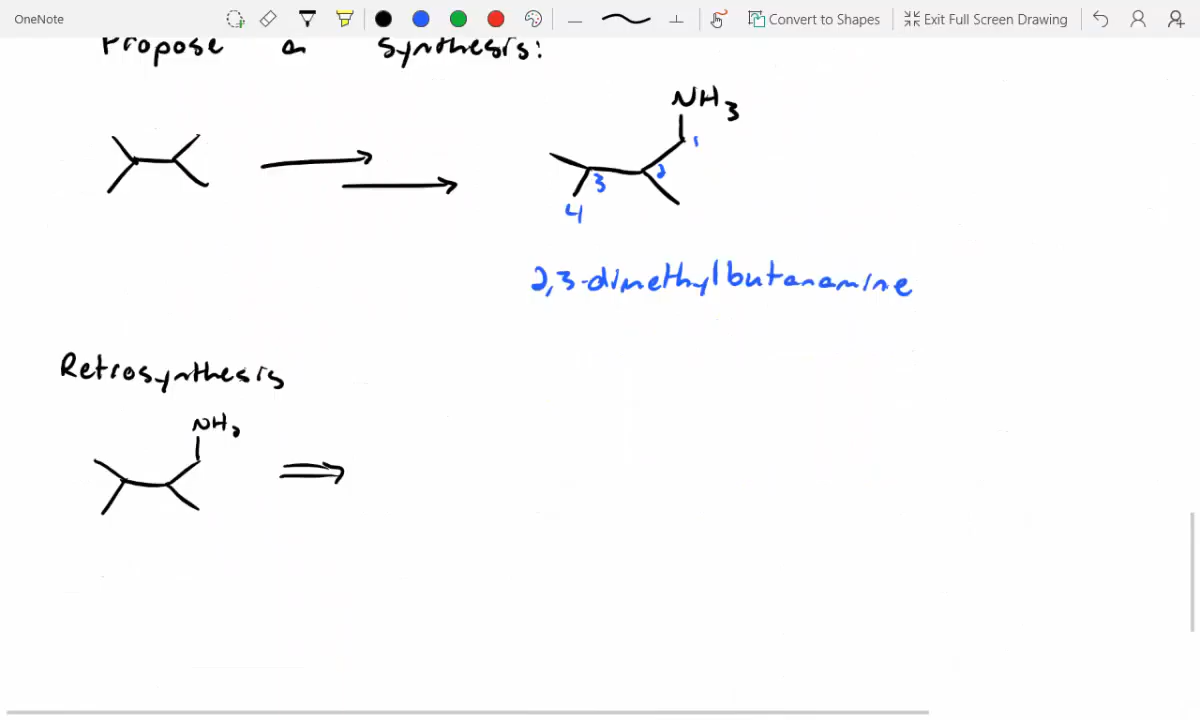 OneNote
Convert to Shapes
Exit Full Screen Drawing
Propose a synthesis:
NH3
1
2
3
4
2,3-dimethylbutanamine
Retrosynthesis
NH2